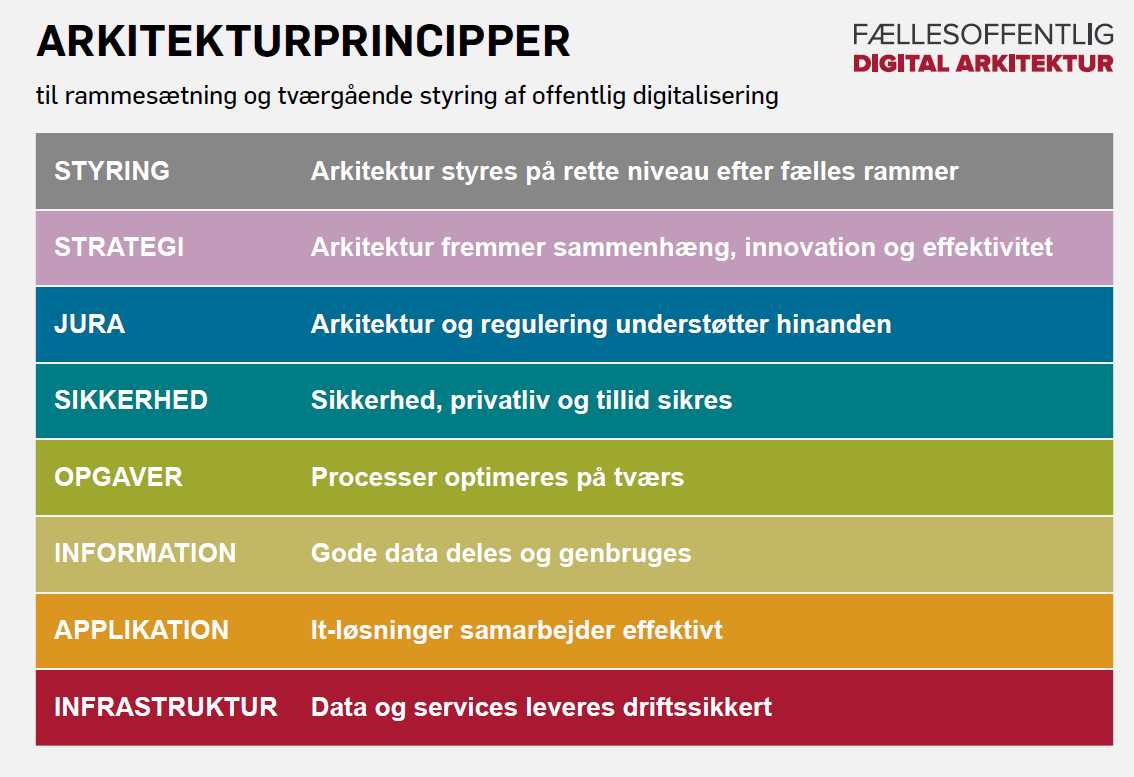 ARKITEKTURPRINCIPPER
FÆLLESOFFENTLIG
DIGITAL ARKITEKTUR
til rammesætning og tværgående styring af offentlig digitalisering
STYRING Arkitektur styres på rette niveau efter fælles rammer
STRATEGI Arkitektur fremmer sammenhæng, innovation og effektivitet
JURA Arkitektur og regulering understøtter hinanden
SIKKERHED Sikkerhed, privatliv og tillid sikres
OPGAVER Processer optimeres på tværs
INFORMATION Gode data deles og genbruges
APPLIKATION It-løsninger samarbejder effektivt
INFRASTRUKTUR Data og services leveres driftssikkert